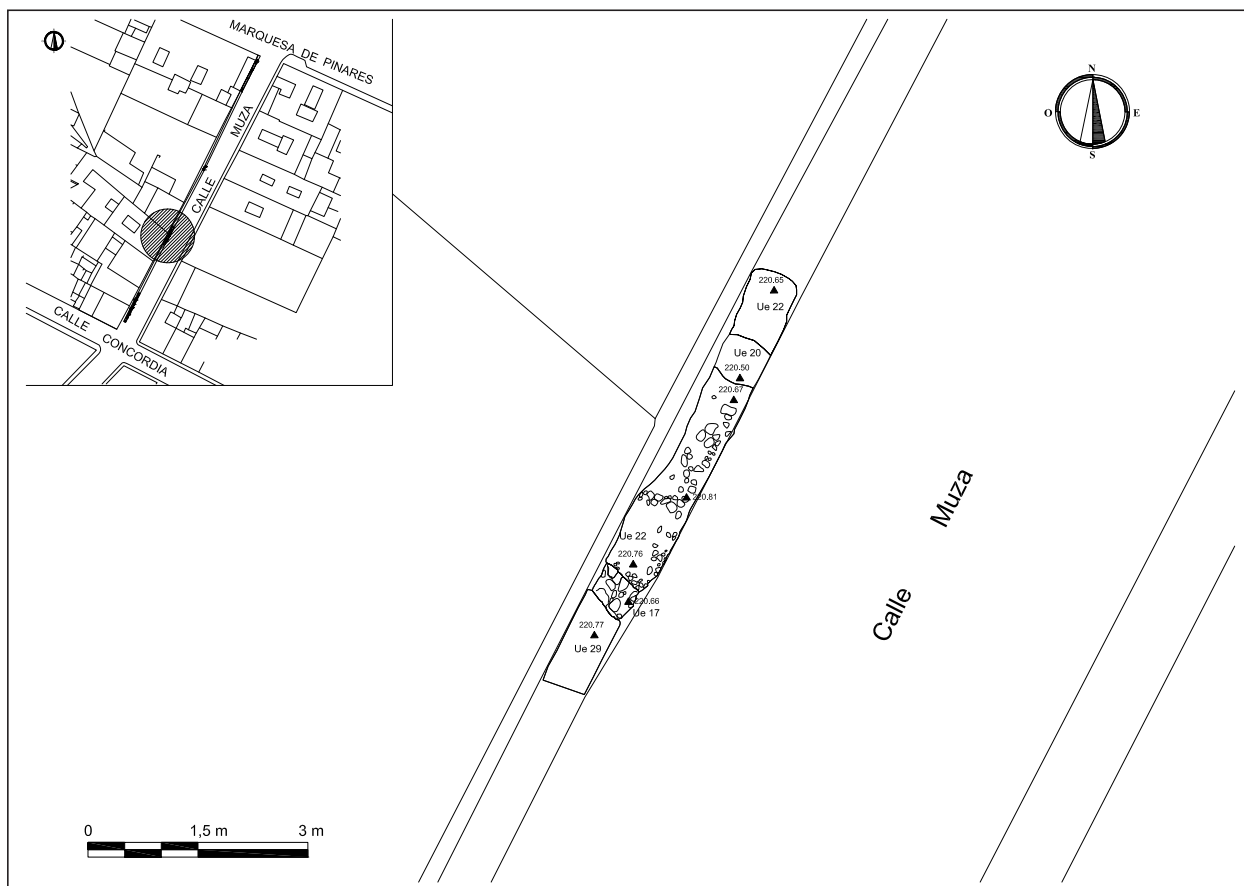 MARQUESA DE PINARES
CALLE MUZA
CALLE CONCORDIA
N
O E
S
220.65
Ue 22
Ue 20
220.50
220.67
220.81
Ue 22
220.76
220.66
Ue 17
220.77
Ue 29
Calle Muza
0 1,5 m 3 m